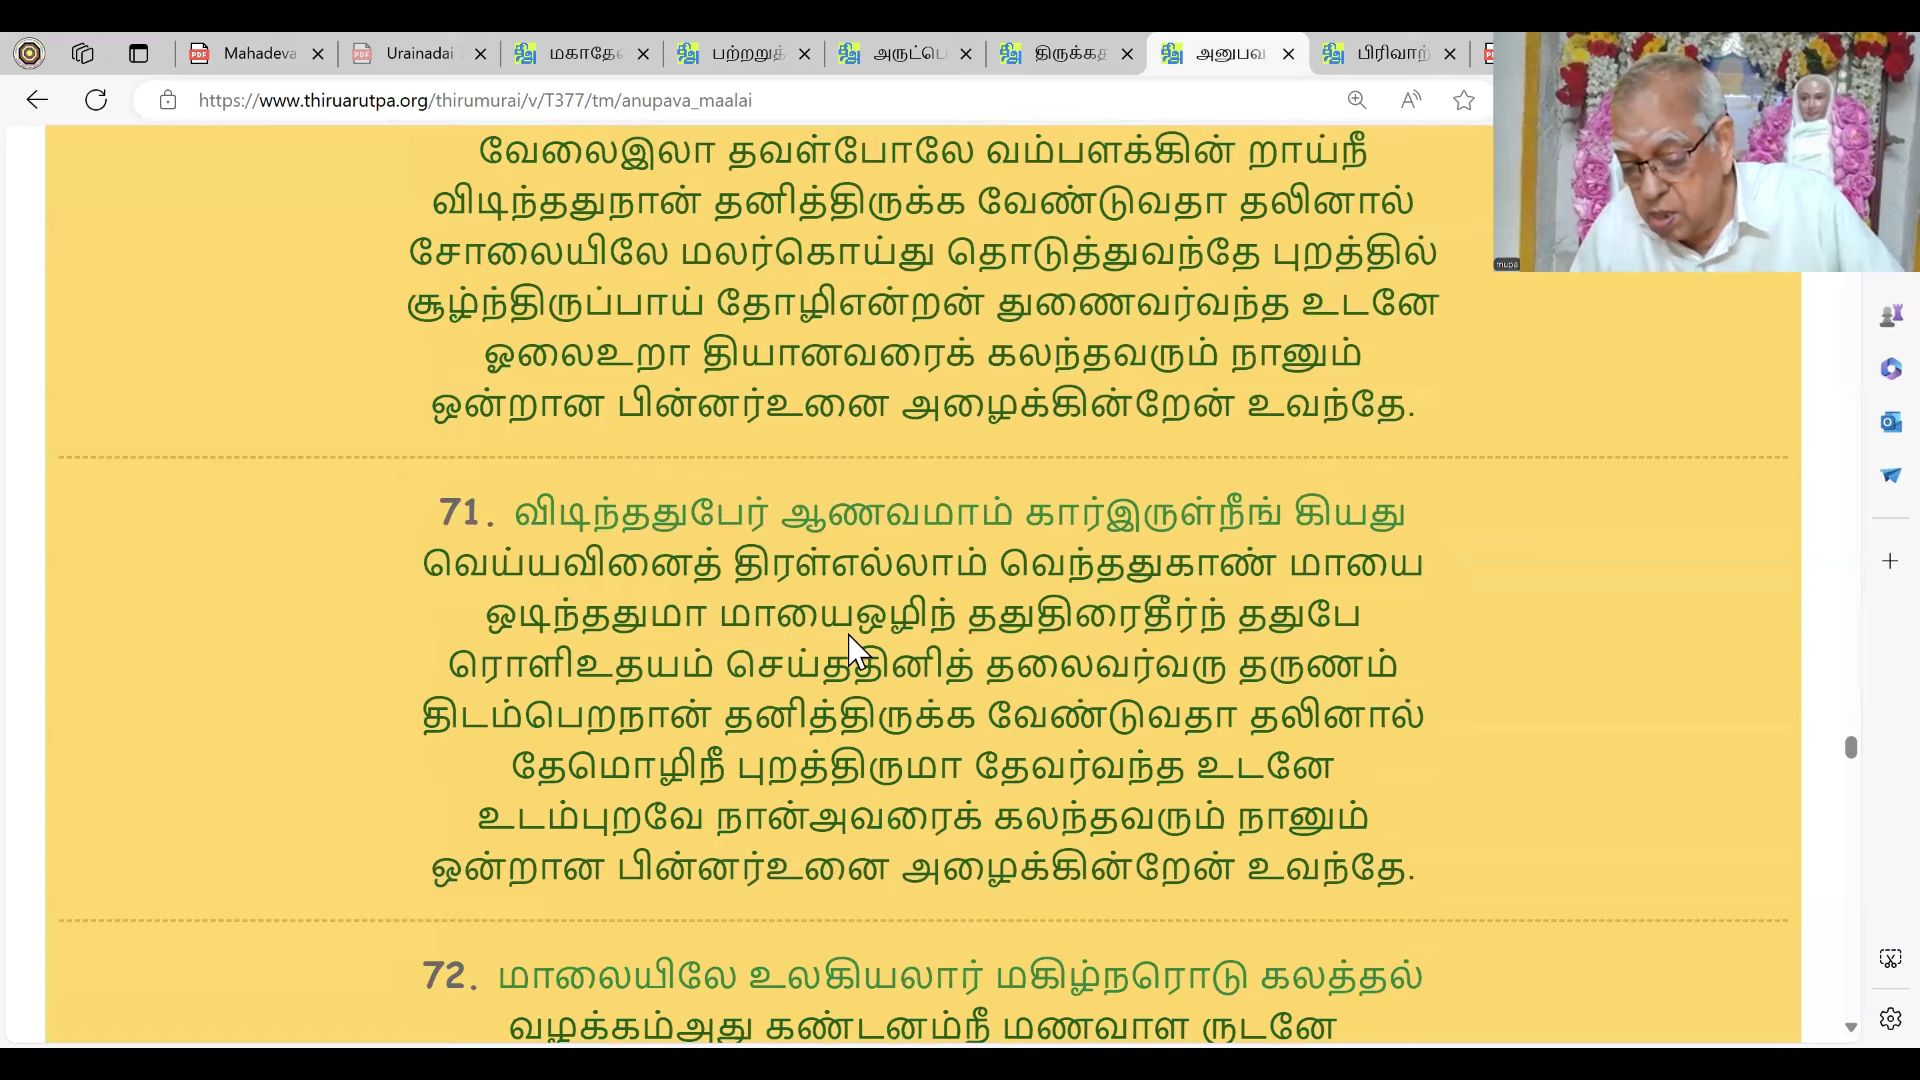 Mahadeva
Urainadai
மகாதே
பற்றறுத்
அருட்பெ
திருக்கத
அனுபவ
பிரிவாற்
https://www.thiruarutpa.org/thirumurai/v/T377/tm/anupava_maalai
வேலைஇலா தவள்போலே வம்பளக்கின் றாய்நீ
விடிந்ததுநான் தனித்திருக்க வேண்டுவதா தலினால்
சோலையிலே மலர்கொய்து தொடுத்துவந்தே புறத்தில்
சூழ்ந்திருப்பாய் தோழிஎன்றன் துணைவர்வந்த உடனே
ஓலைஉறா தியானவரைக் கலந்தவரும் நானும்
ஒன்றான பின்னர்உனை அழைக்கின்றேன் உவந்தே.
71. விடிந்ததுபேர் ஆணவமாம் கார்இருள்நீங் கியது
வெய்யவினைத் திரள்எல்லாம் வெந்ததுகாண் மாயை
ஒடிந்ததுமா மாயைஒழிந் ததுதிரைதீர்ந் ததுபே
ரொளிஉதயம் செய்ததினித் தலைவர்வரு தருணம்
திடம்பெறநான் தனித்திருக்க வேண்டுவதா தலினால்
தேமொழிநீ புறத்திருமா தேவர்வந்த உடனே
உடம்புறவே நான்அவரைக் கலந்தவரும் நானும்
ஒன்றான பின்னர்உனை அழைக்கின்றேன் உவந்தே.
72. மாலையிலே உலகியலார் மகிழ்நரொடு கலத்தல்
வழக்கம்அது கண்டனம்நீ மணவாள ருடனே
mupa